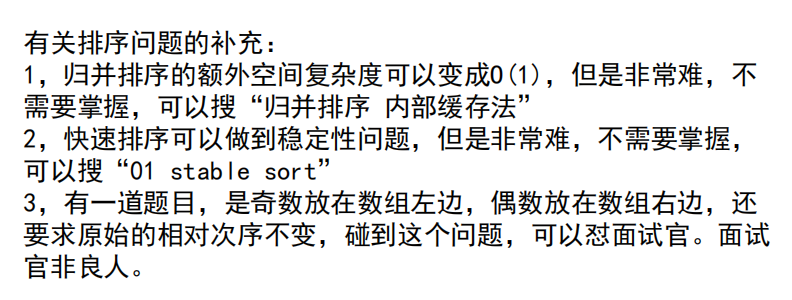 有关排序问题的补充：
1，归并排序的额外空间复杂度可以变成O(1)，但是非常难，不
需要掌握，可以搜“归并排序 内部缓存法”
2，快速排序可以做到稳定性问题，但是非常难，不需要掌握，
可以搜“01 stable sort”
3，有一道题目，是奇数放在数组左边，偶数放在数组右边，还
要求原始的相对次序不变，碰到这个问题，可以怼面试官。面试
官非良人。